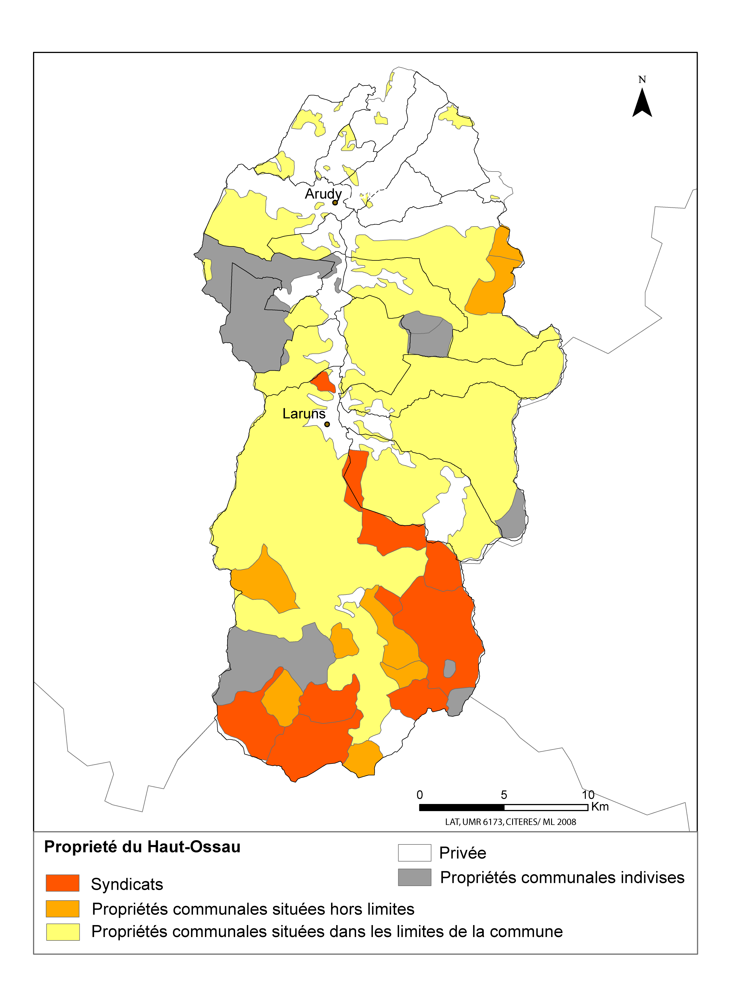 N
Arudy
Laruns
0 5 10
Km
LAT, UMR 6173, CITERES/ ML 2008
Proprieté du Haut-Ossau
Syndicats
Propriétés communales situées hors limites
Propriétés communales situées dans les limites de la commune
Privée
Propriétés communales indivises